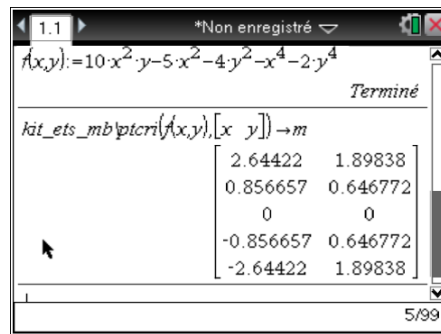 1.1 *Non enregistré
f(x,y):=10·x²·y−5·x²−4·y²−x⁴−2·y⁴
Terminé
kit_ets_mb\ptcri(f(x,y),[x y])→m
2.64422 1.89838
0.856657 0.646772
0 0
-0.856657 0.646772
-2.64422 1.89838
5/99